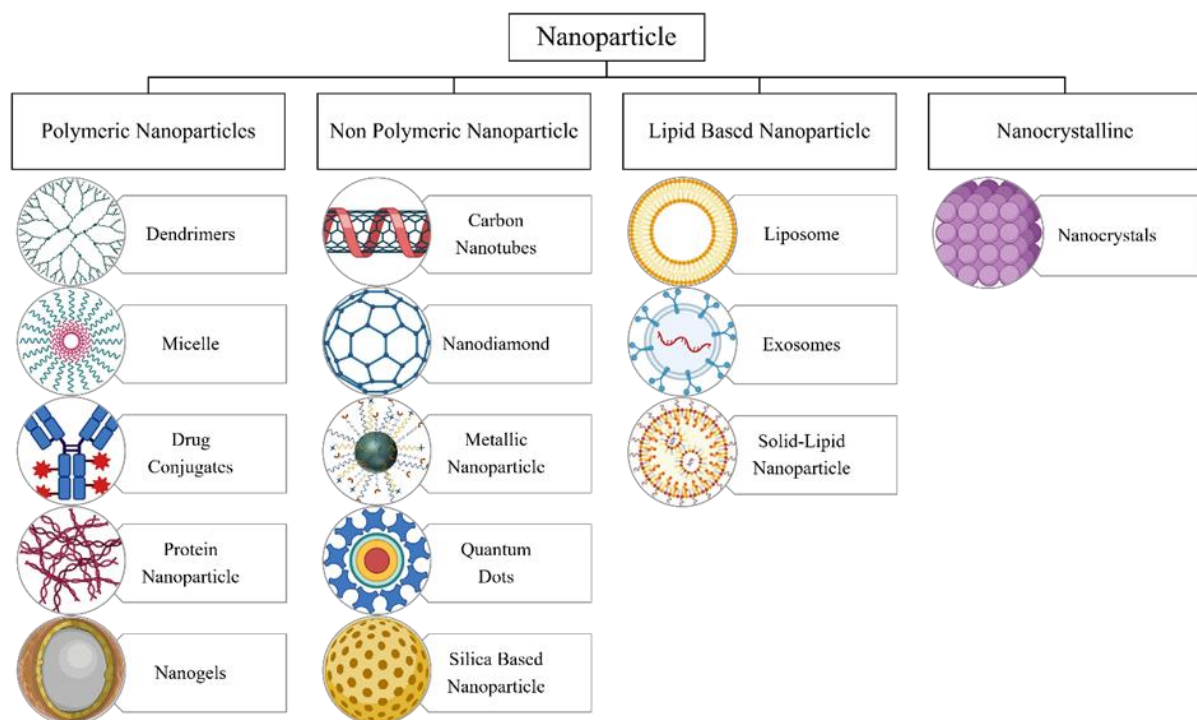 Nanoparticle
Polymeric Nanoparticles
Non Polymeric Nanoparticle
Lipid Based Nanoparticle
Nanocrystalline
Dendrimers
Micelle
Drug
Conjugates
Protein
Nanoparticle
Nanogels
Carbon
Nanotubes
Nanodiamond
Metallic
Nanoparticle
Quantum
Dots
Silica Based
Nanoparticle
Liposome
Exosomes
Solid-Lipid
Nanoparticle
Nanocrystals